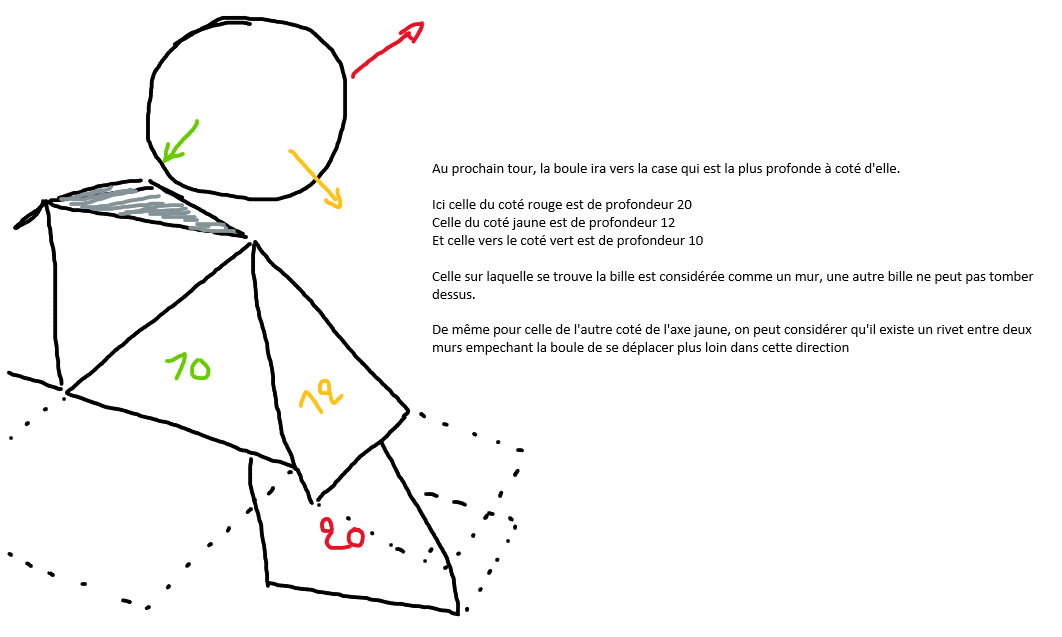 Au prochain tour, la boule ira vers la case qui est la plus profonde à coté d'elle.
Ici celle du coté rouge est de profondeur 20
Celle du coté jaune est de profondeur 12
Et celle vers le coté vert est de profondeur 10
Celle sur laquelle se trouve la bille est considérée comme un mur, une autre bille ne peut pas tomber
dessus.
De même pour celle de l'autre coté de l'axe jaune, on peut considérer qu'il existe un rivet entre deux
murs empechant la boule de se déplacer plus loin dans cette direction
10
12
20